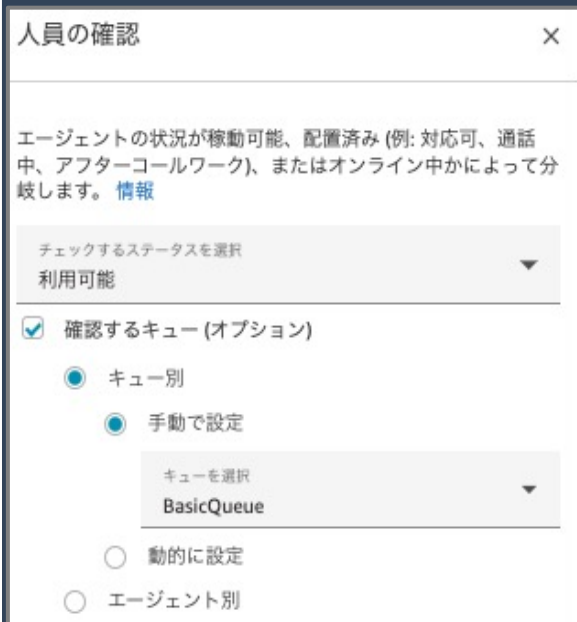 人員の確認
エージェントの状況が稼動可能、配置済み (例: 対応可、通話
中、アフターコールワーク)、またはオンライン中かによって分
岐します。 情報
チェックするステータスを選択
利用可能
確認するキュー (オプション)
キュー別
手動で設定
キューを選択
BasicQueue
動的に設定
エージェント別